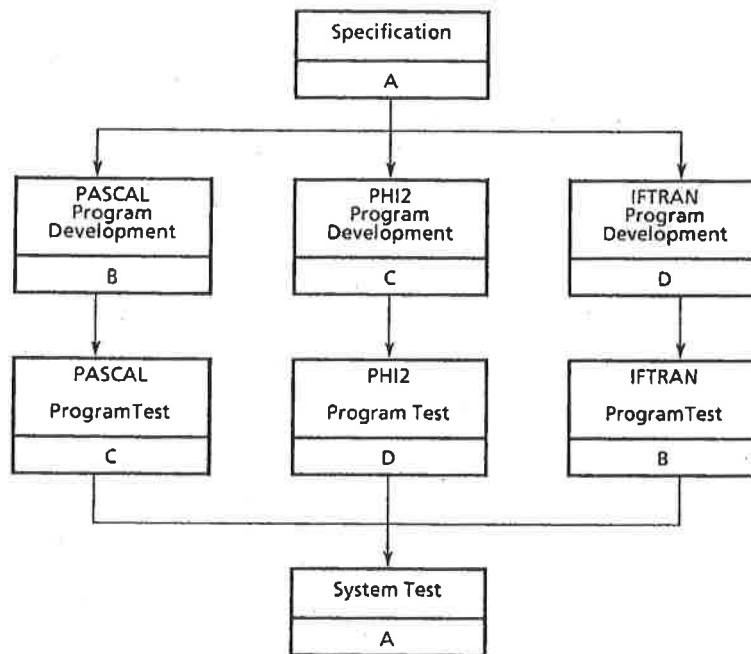 Specification
A
PASCAL
Program
Development
B
PHI2
Program
Development
C
IFTRAN
Program
Development
D
PASCAL
ProgramTest
C
PHI2
Program Test
D
IFTRAN
ProgramTest
B
System Test
A